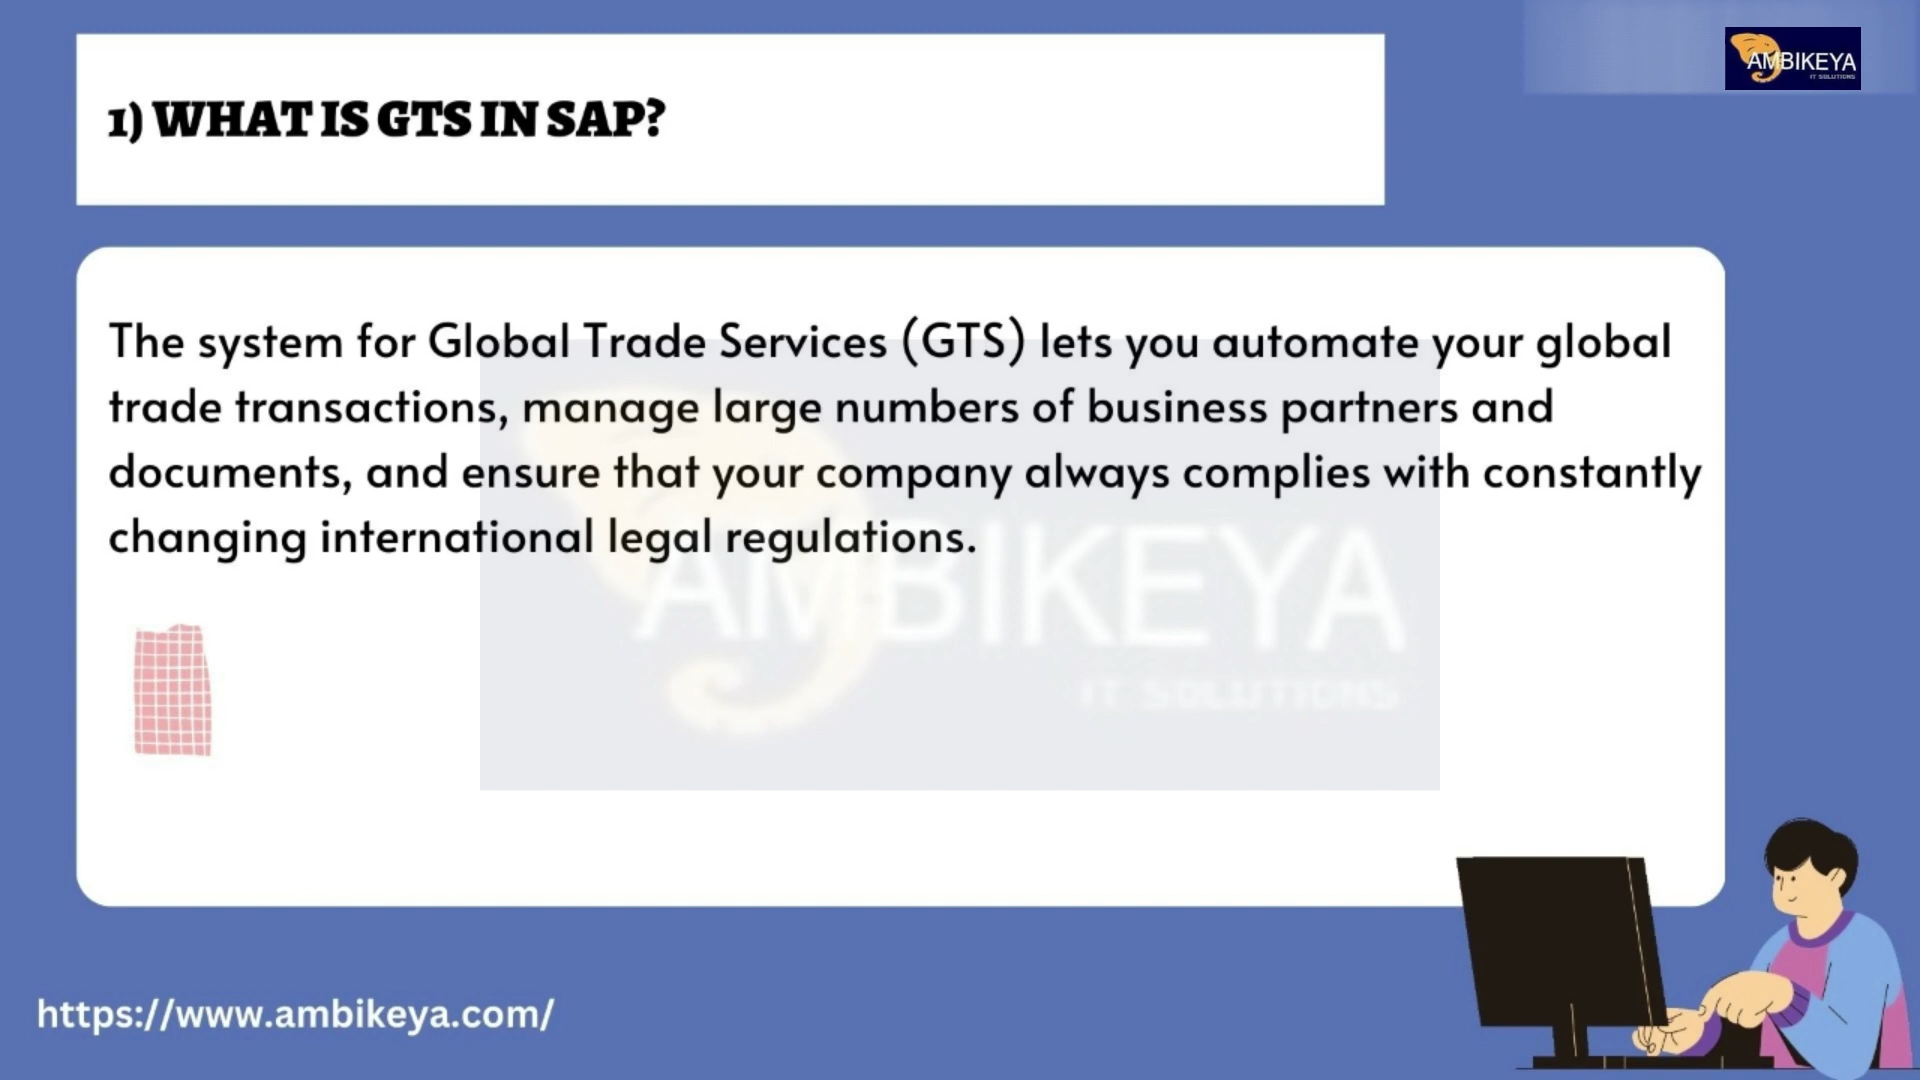 AMBIKEYA
IT SOLUTIONS
1) WHAT IS GTS IN SAP?
The system for Global Trade Services (GTS) lets you automate your global
trade transactions, manage large numbers of business partners and
documents, and ensure that your company always complies with constantly
changing international legal regulations.
AMBIKEYA
IT SOLUTIONS
https://www.ambikeya.com/